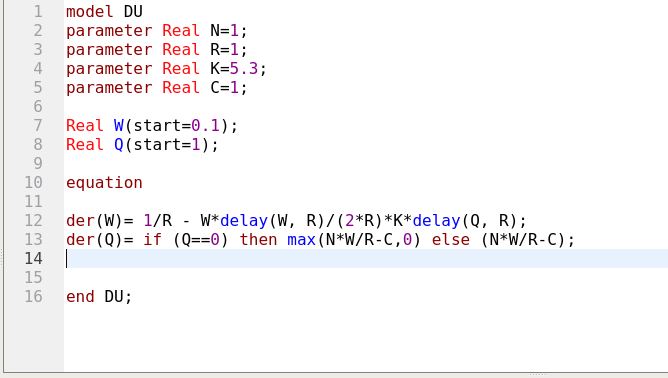 1 model DU
2 parameter Real N=1;
3 parameter Real R=1;
4 parameter Real K=5.3;
5 parameter Real C=1;
6
7 Real W(start=0.1);
8 Real Q(start=1);
9
10 equation
11
12 der(W)= 1/R - W*delay(W, R)/(2*R)*K*delay(Q, R);
13 der(Q)= if (Q==0) then max(N*W/R-C,0) else (N*W/R-C);
14
15
16 end DU;